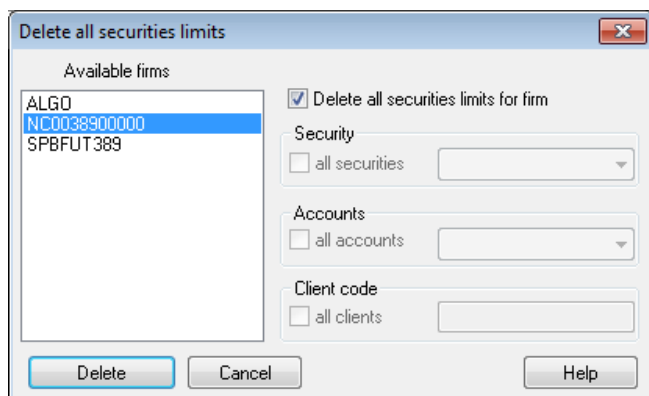 Delete all securities limits
Available firms
ALGO
NC0038900000
SPBFUT389
Delete all securities limits for firm
Security
all securities
Accounts
all accounts
Client code
all clients
Delete
Cancel
Help